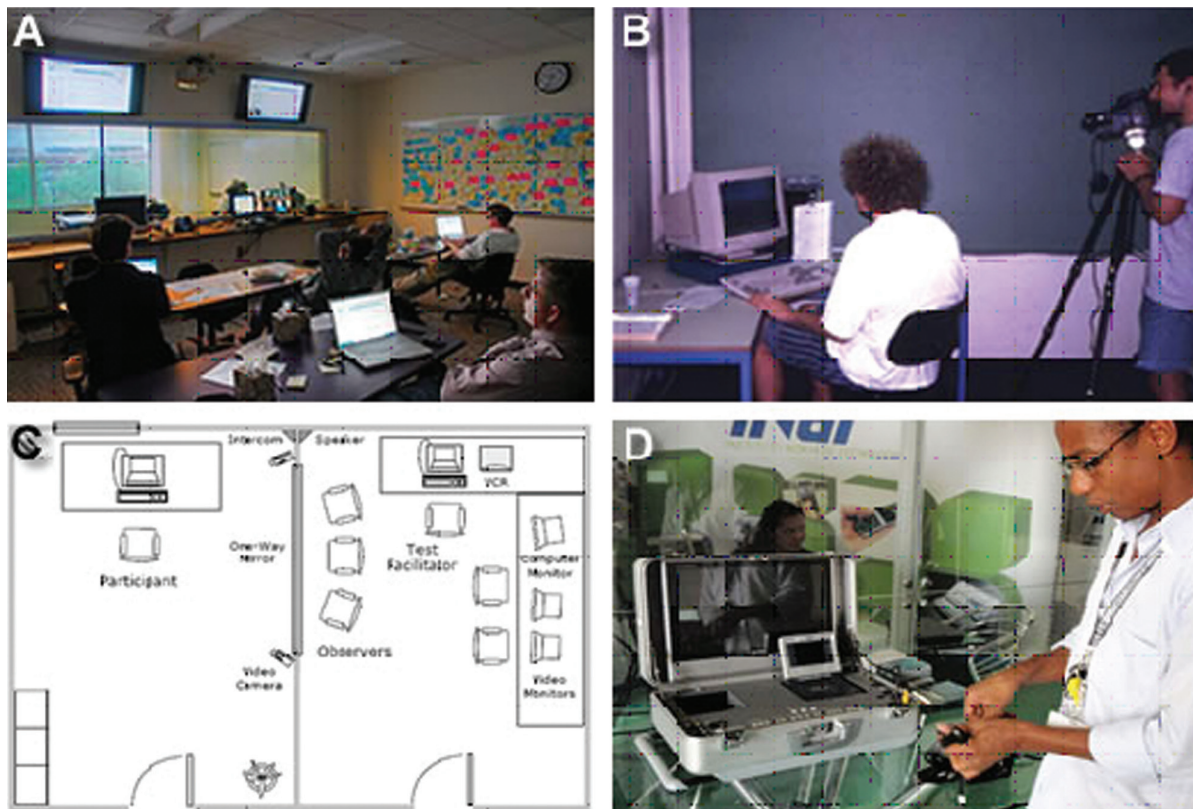 A
B
C
Intercom
Speaker
VCR
One-Way
Mirror
Test
Facilitator
Computer
Monitor
Participant
Observers
Video
Camera
Video
Monitors
D